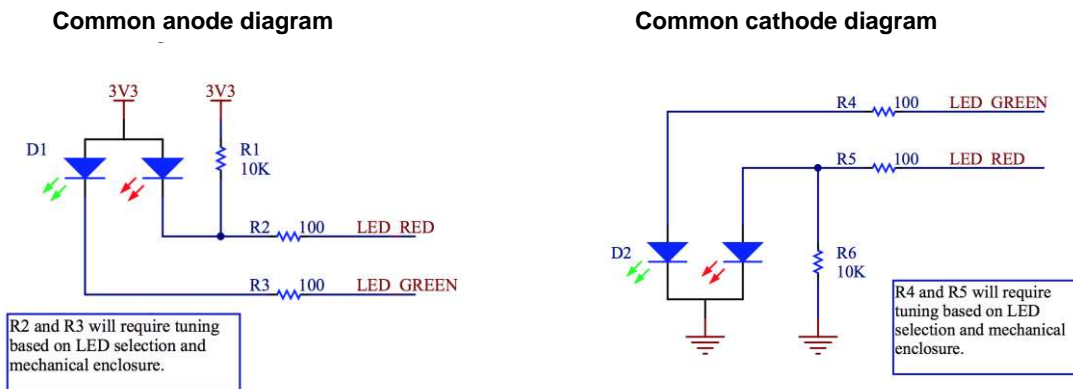 Common anode diagram
3V3
3V3
D1
R1
10K
R2
100
LED_RED
R3
100
LED_GREEN
R2 and R3 will require tuning
based on LED selection and
mechanical enclosure.
Common cathode diagram
R4
100
LED_GREEN
R5
100
LED_RED
D2
R6
10K
R4 and R5 will require
tuning based on LED
selection and mechanical
enclosure.